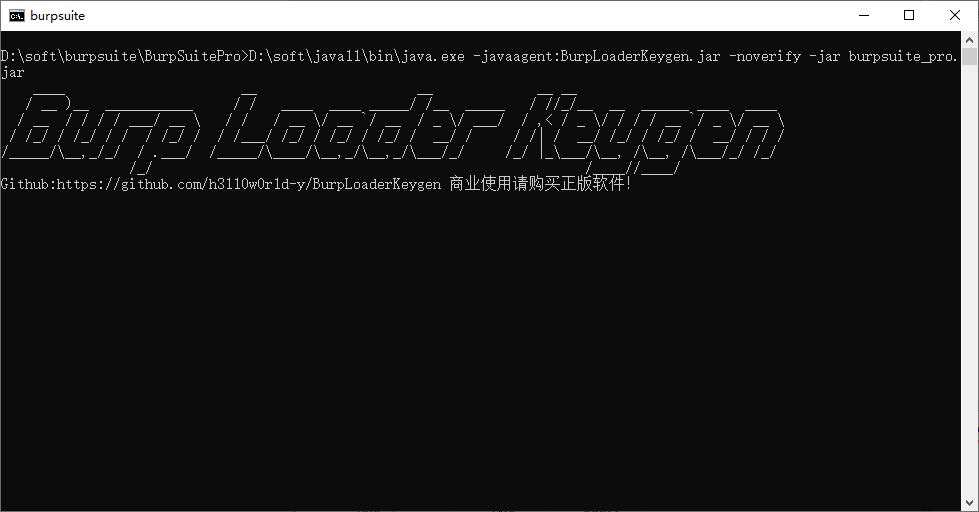 burpsuite
D:\soft\burpsuite\BurpSuitePro>D:\soft\java11\bin\java.exe -javaagent:BurpLoaderKeygen.jar -noverify -jar burpsuite_pro.
jar
Burp Loader Keygen
Github:https://github.com/h3110w0r1d-y/BurpLoaderKeygen 商业使用请购买正版软件!